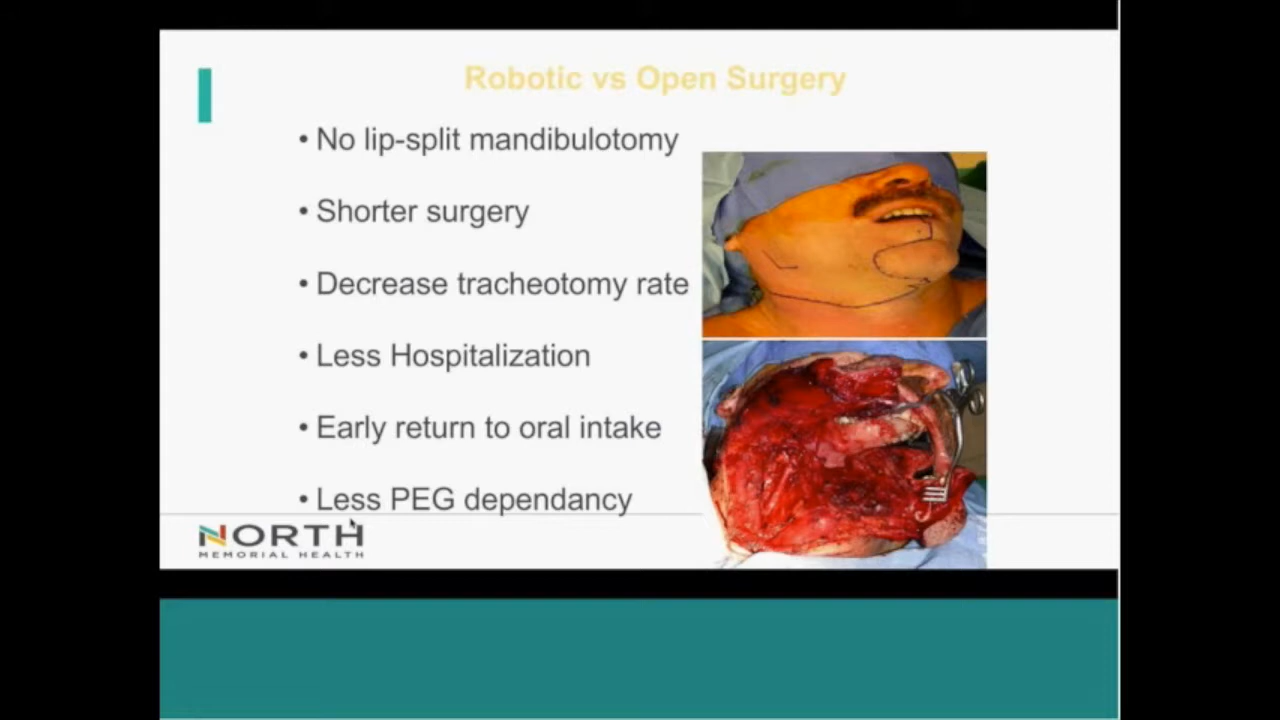 Robotic vs Open Surgery
• No lip-split mandibulotomy
• Shorter surgery
• Decrease tracheotomy rate
• Less Hospitalization
• Early return to oral intake
• Less PEG dependancy
NORTH
MEMORIAL HEALTH